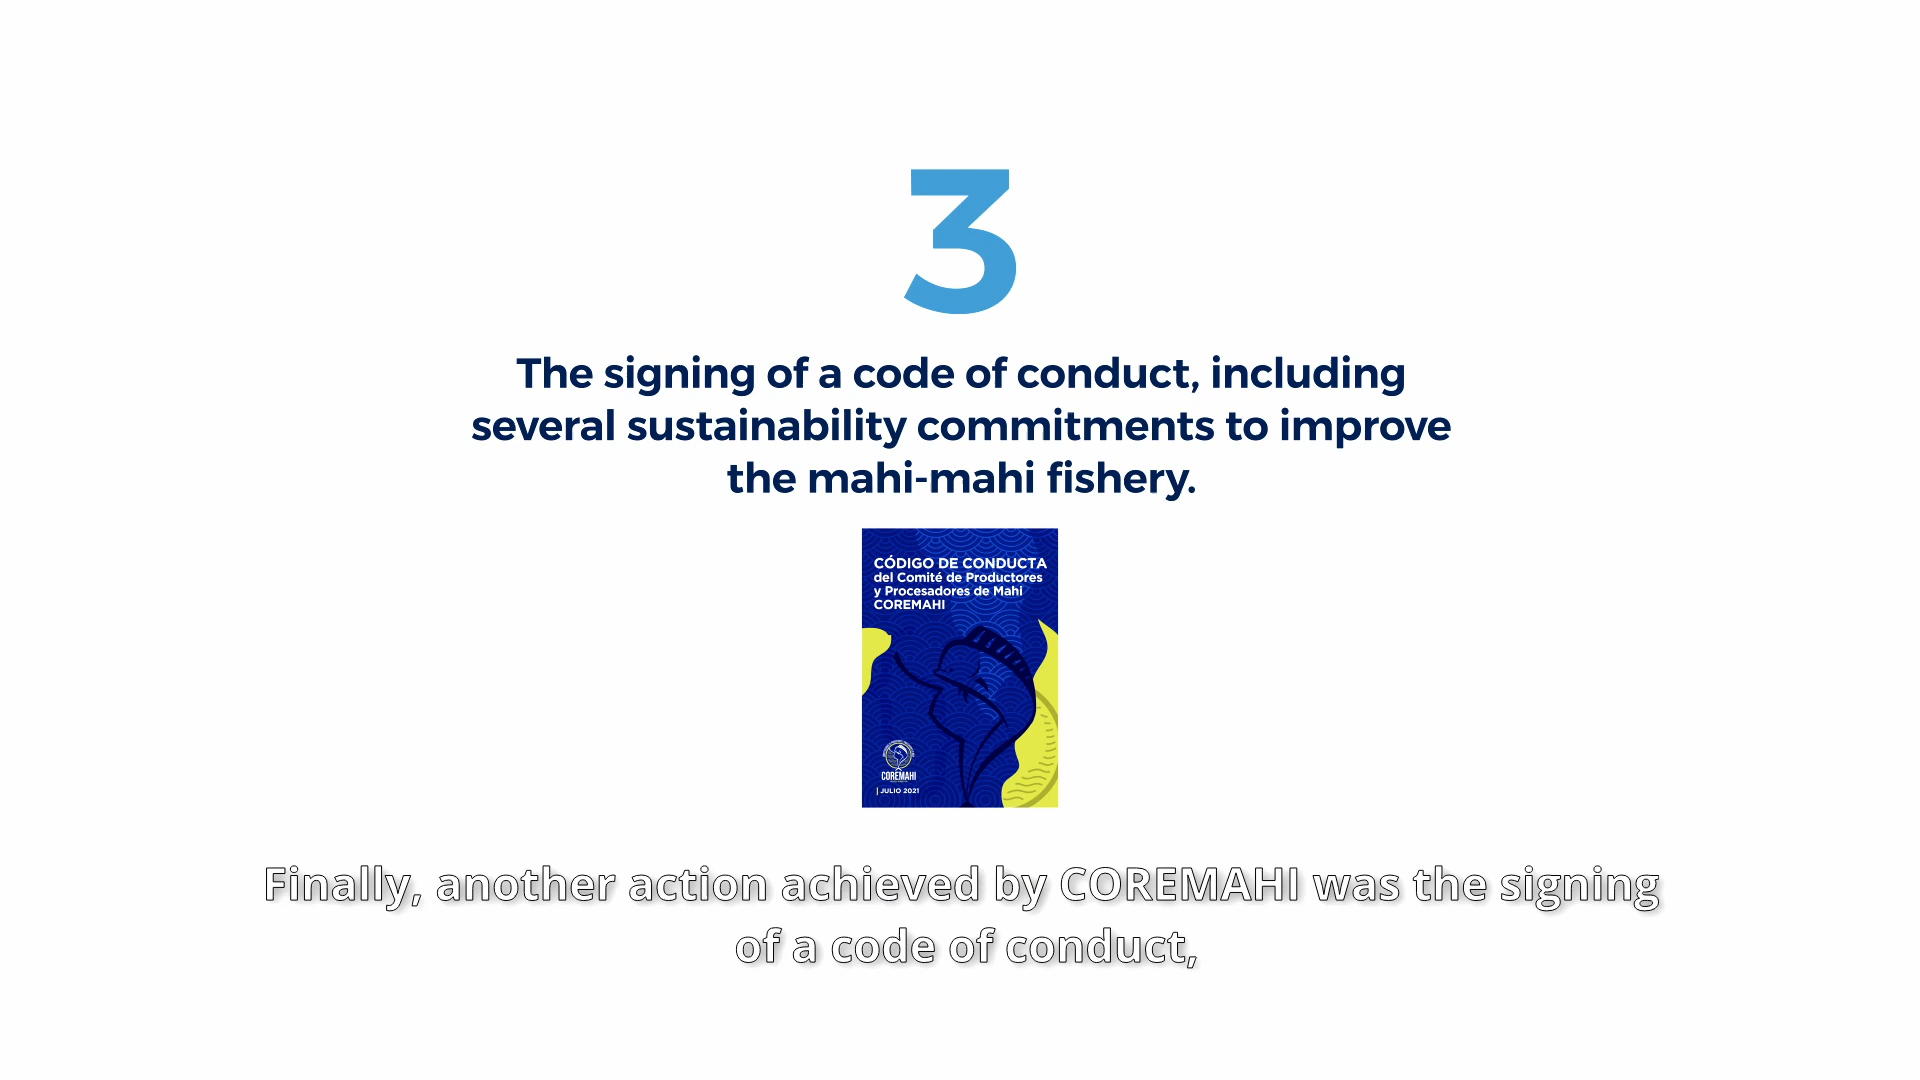 3
The signing of a code of conduct, including
several sustainability commitments to improve
the mahi-mahi fishery.
CÓDIGO DE CONDUCTA
del Comité de Productores
y Procesadores de Mahi
COREMAHI
COREMAHI
| JULIO 2021
Finally, another action achieved by COREMAHI was the signing
of a code of conduct,